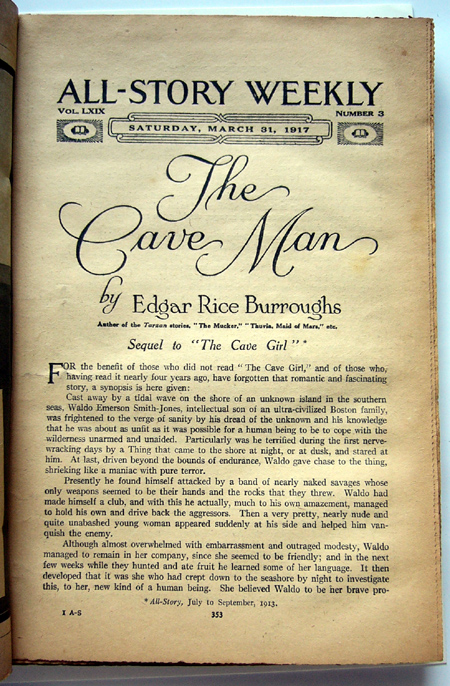 ALL-STORY WEEKLY
VOL. LXIX
NUMBER 3
SATURDAY, MARCH 31, 1917
The
Cave Man
by Edgar Rice Burroughs
Author of the Tarzan stories, "The Mucker," "Thuvia, Maid of Mars," etc.
Sequel to "The Cave Girl"*
FOR the benefit of those who did not read "The Cave Girl," and of those who,
having read it nearly four years ago, have forgotten that romantic and fascinating
story, a synopsis is here given:
Cast away by a tidal wave on the shore of an unknown island in the southern
seas, Waldo Emerson Smith-Jones, intellectual son of an ultra-civilized Boston family,
was frightened to the verge of sanity by his dread of the unknown and his knowledge
that he was about as unfit as it was possible for a human being to be to cope with the
wilderness unarmed and unaided. Particularly was he terrified during the first nerve-
wracking days by a Thing that came to the shore at night, or at dusk, and stared at
him. At last, driven beyond the bounds of endurance, Waldo gave chase to the thing,
shrieking like a maniac with pure terror.
Presently he found himself attacked by a band of nearly naked savages whose
only weapons seemed to be their hands and the rocks that they threw. Waldo had
made himself a club, and with this he actually, much to his own amazement, managed
to hold his own and drive back the aggressors. Then a very pretty, nearly nude and
quite unabashed young woman appeared suddenly at his side and helped him van-
quish the enemy.
Although almost overwhelmed with embarrassment and outraged modesty, Waldo
managed to remain in her company, since she seemed to be friendly; and in the next
few weeks while they hunted and ate fruit he learned some of her language. It then
developed that it was she who had crept down to the seashore by night to investigate
this, to her, new kind of a human being. She believed Waldo to be her brave pro-
* All-Story, July to September, 1913.
1 A-S
353